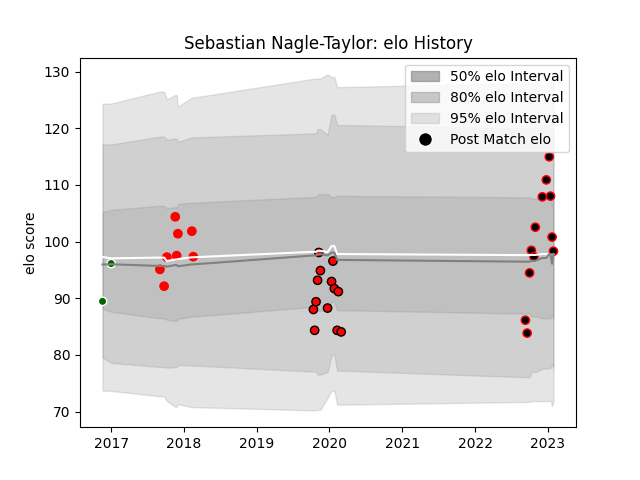 Sebastian Nagle-Taylor: elo History
50% elo Interval
80% elo Interval
95% elo Interval
Post Match elo
elo score
130
120
110
100
90
80
70
2017 2018 2019 2020 2021 2022 2023